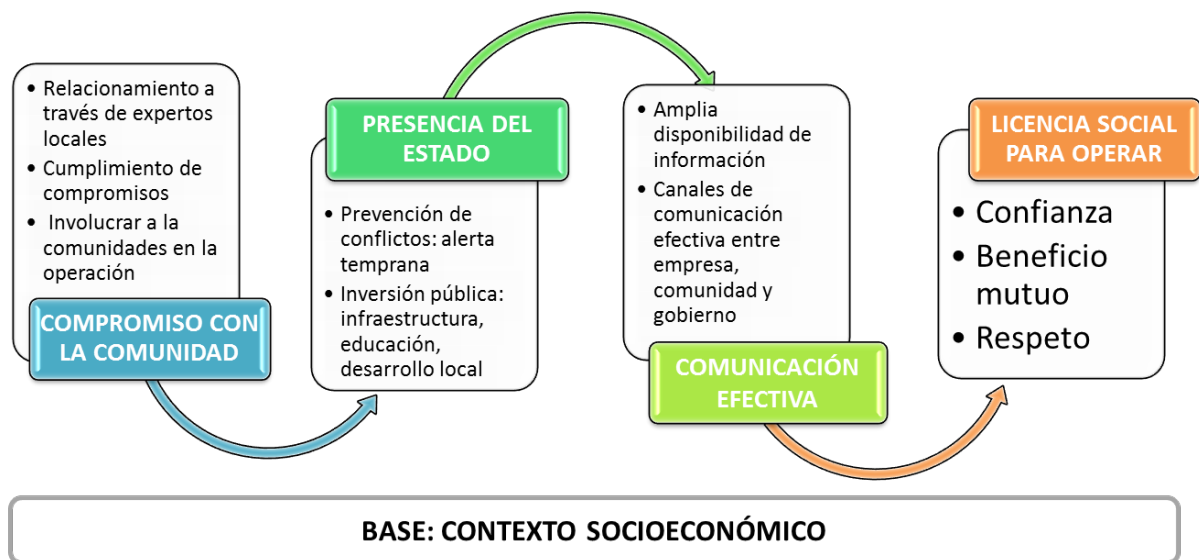 • Relacionamiento a
través de expertos
locales
• Cumplimiento de
compromisos
• Involucrar a la
comunidades en la
operación
COMPROMISO CON
LA COMUNIDAD
PRESENCIA DEL
ESTADO
• Prevención de
conflictos: alerta
temprana
• Inversión pública:
infraestructura,
educación,
desarrollo local
• Amplia
disponibilidad de
información
• Canales de
comunicación
efectiva entre
empresa,
comunidad y
gobierno
COMUNICACIÓN
EFECTIVA
LICENCIA SOCIAL
PARA OPERAR
• Confianza
• Beneficio
mutuo
• Respeto
BASE: CONTEXTO SOCIOECONÓMICO